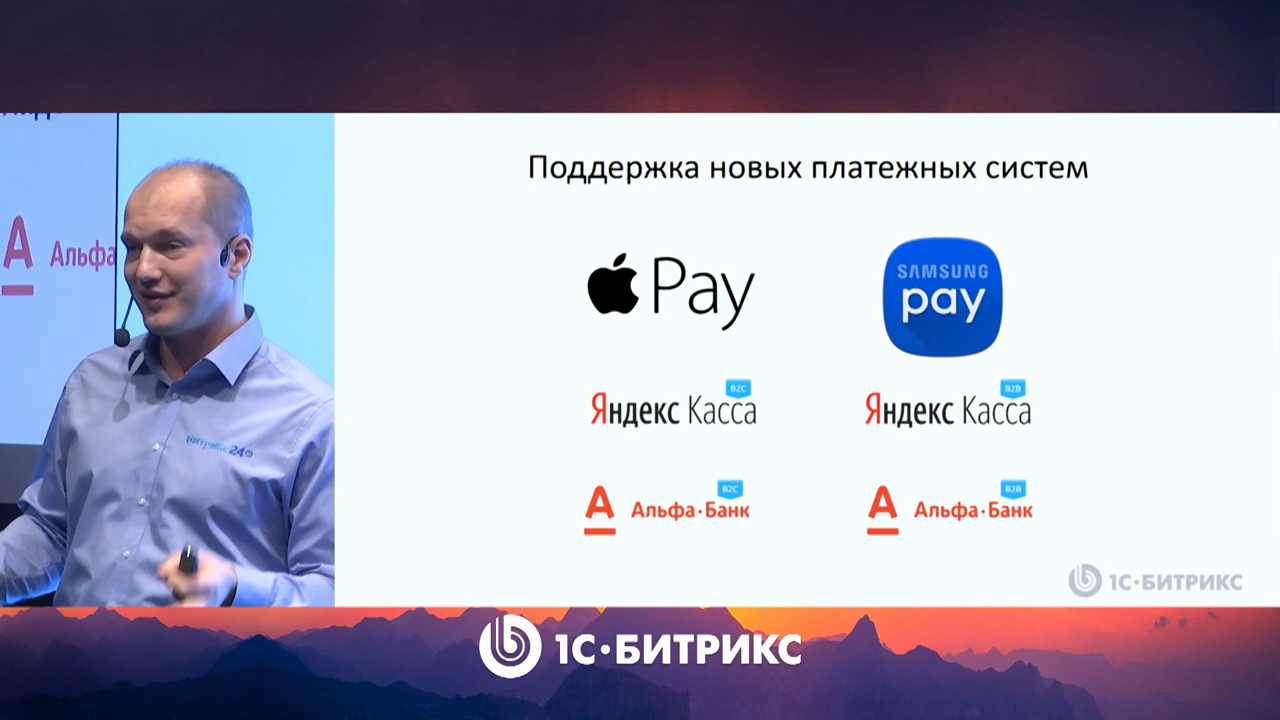 Поддержка новых платежных систем
Pay
SAMSUNG
pay
B2C
Яндекс Касса
B2B
Яндекс Касса
B2C
А Альфа·Банк
B2B
А Альфа·Банк
А Альфа
Битрикс24
1С·БИТРИКС
1С·БИТРИКС